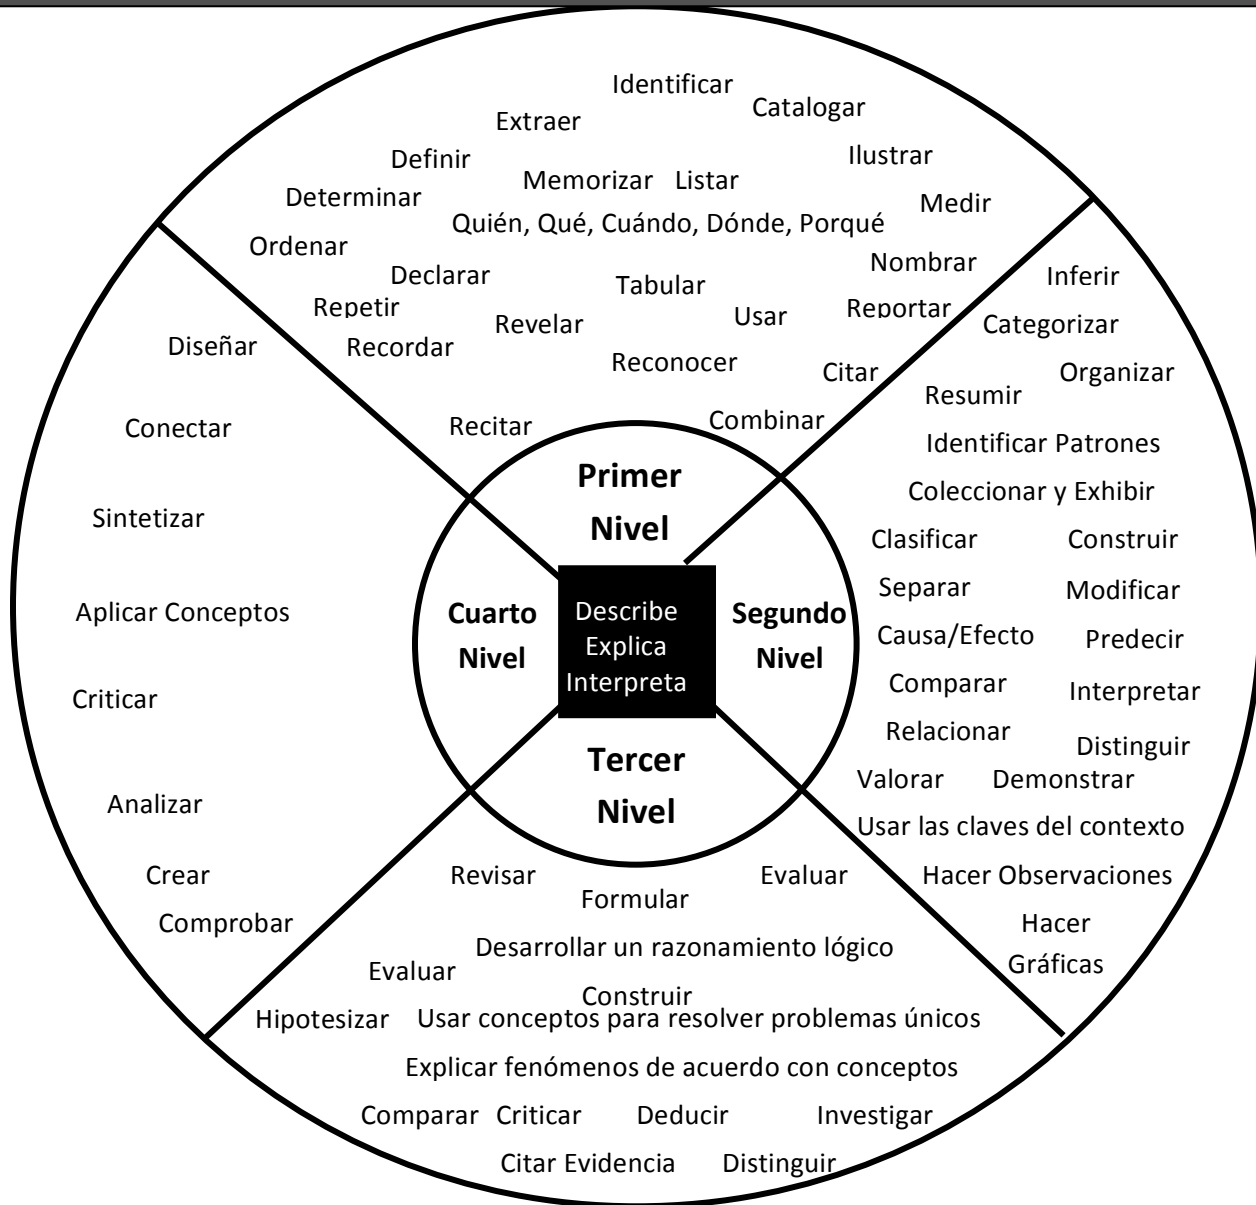 Identificar
Catalogar
Extraer
Definir
Ilustrar
Memorizar Listar
Determinar
Medir
Quién, Qué, Cuándo, Dónde, Porqué
Ordenar
Declarar
Nombrar
Tabular
Repetir
Revelar
Usar
Reportar
Recordar
Reconocer
Citar
Recitar
Combinar
Primer
Nivel
Inferir
Categorizar
Organizar
Resumir
Identificar Patrones
Coleccionar y Exhibir
Clasificar Construir
Separar Modificar
Causa/Efecto Predecir
Comparar Interpretar
Relacionar Distinguir
Valorar Demonstrar
Usar las claves del contexto
Hacer Observaciones
Hacer
Gráficas
Segundo
Nivel
Describe
Explica
Interpreta
Cuarto
Nivel
Diseñar
Conectar
Sintetizar
Aplicar Conceptos
Criticar
Analizar
Crear
Comprobar
Tercer
Nivel
Revisar
Formular
Evaluar
Desarrollar un razonamiento lógico
Evaluar
Construir
Hipotesizar Usar conceptos para resolver problemas únicos
Explicar fenómenos de acuerdo con conceptos
Comparar Criticar Deducir Investigar
Citar Evidencia Distinguir